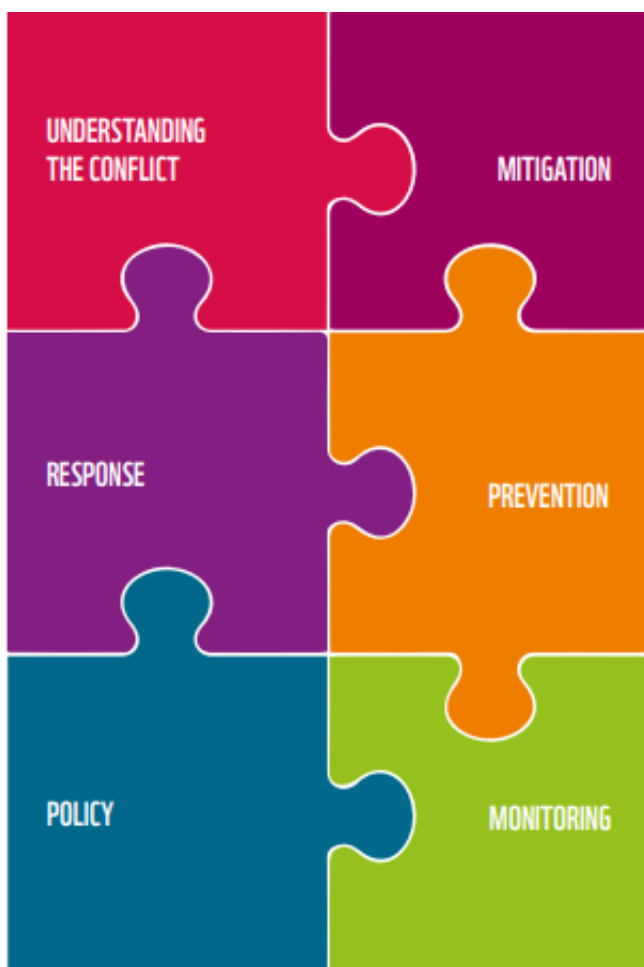 UNDERSTANDING
THE CONFLICT
MITIGATION
RESPONSE
PREVENTION
POLICY
MONITORING